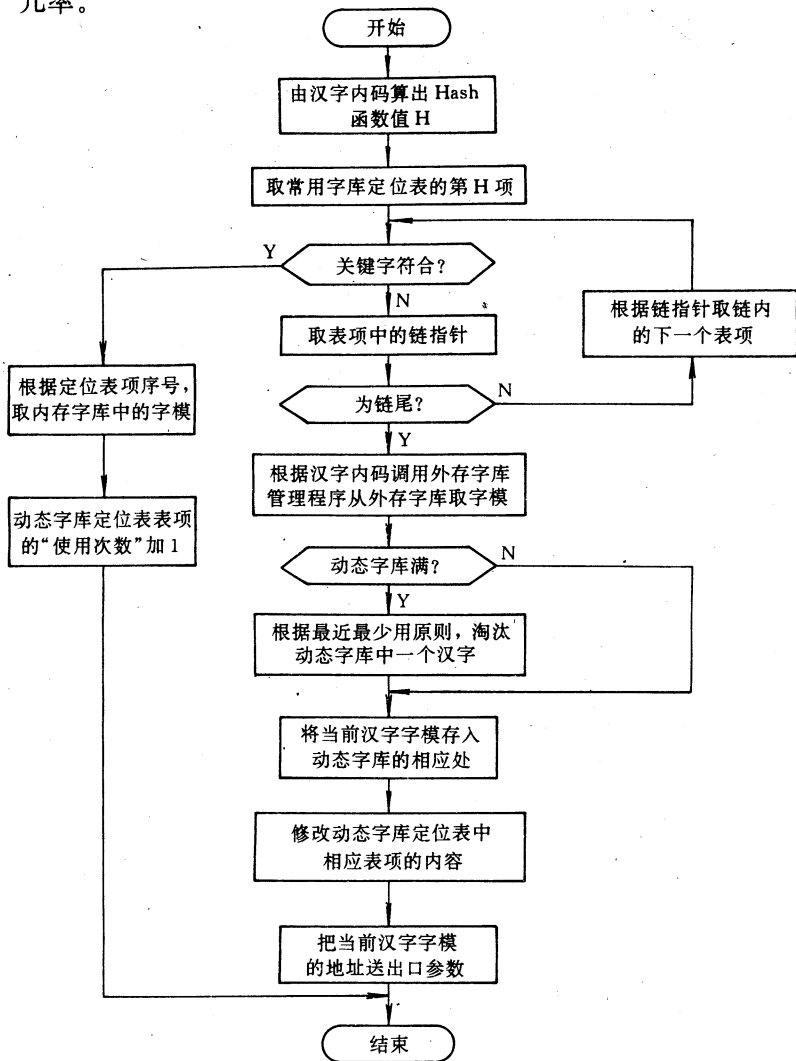 几率。
开始
由汉字内码算出 Hash
函数值 H
取常用字库定位表的第 H 项
Y
关键字符合?
N
取表项中的链指针
根据链指针取链内
的下一个表项
为链尾?
N
Y
根据定位表项序号,
取内存字库中的字模
根据汉字内码调用外存字库
管理程序从外存字库取字模
动态字库定位表表项
的“使用次数”加 1
动态字库满?
N
Y
根据最近最少用原则,淘汰
动态字库中一个汉字
将当前汉字字模存入
动态字库的相应处
修改动态字库定位表中
相应表项的内容
把当前汉字字模
的地址送出口参数
结束